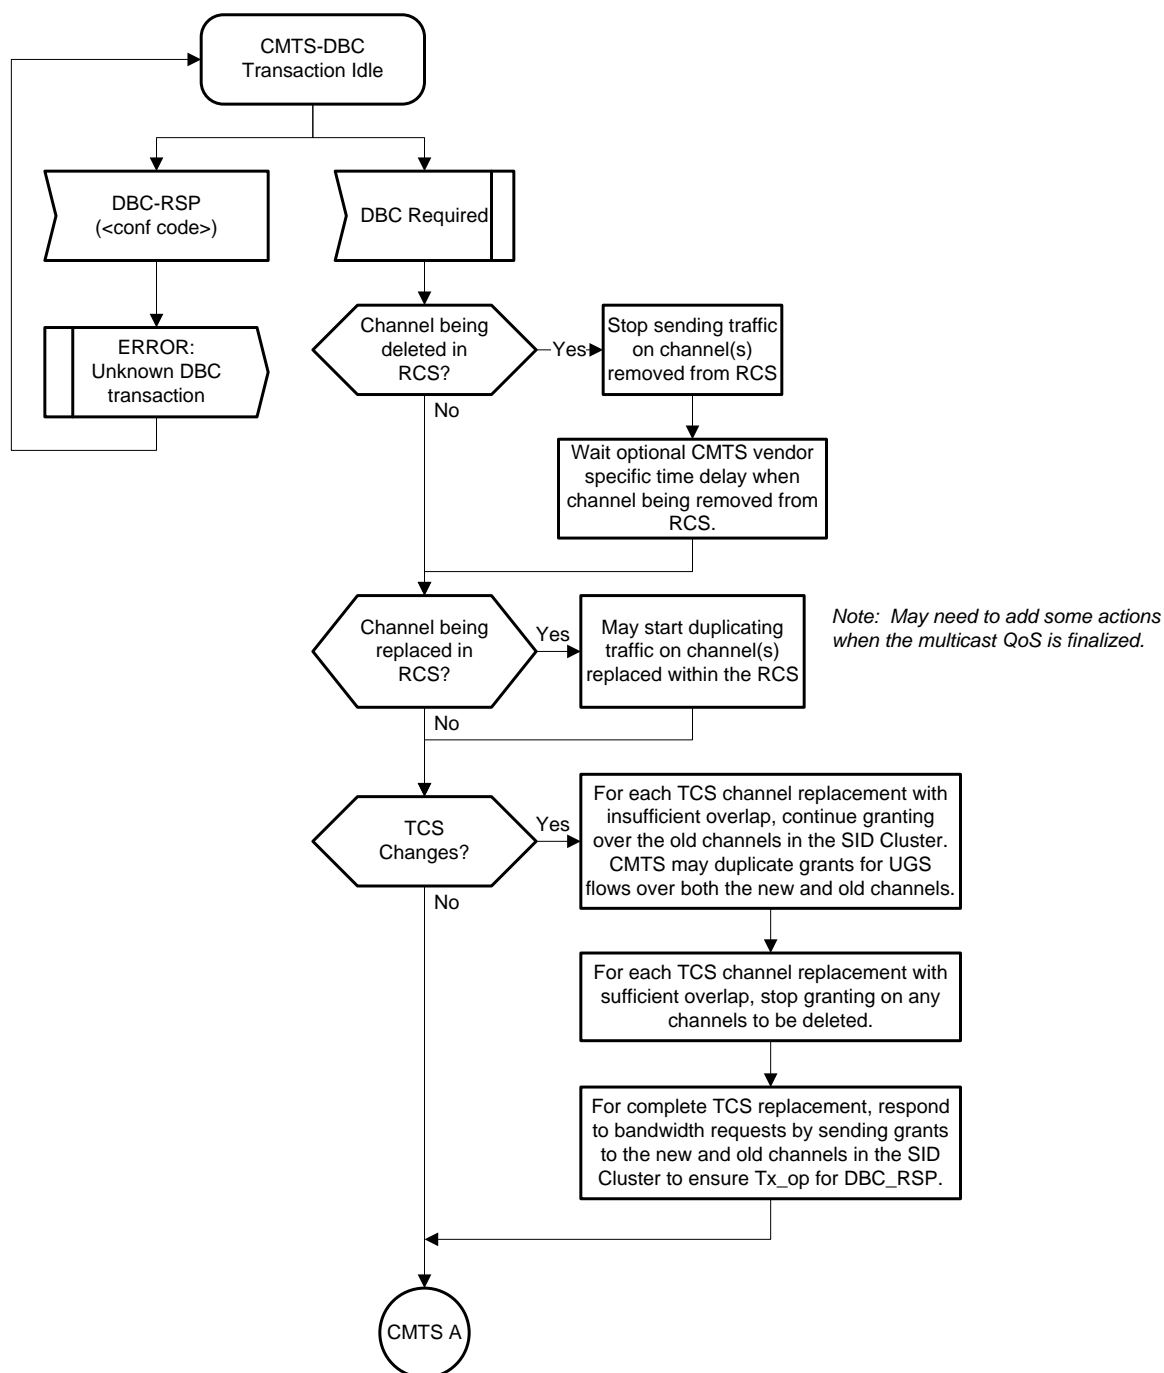 CMTS-DBC
Transaction Idle
DBC-RSP
(<conf code>)
DBC Required
ERROR:
Unknown DBC
transaction
Channel being
deleted in
RCS?
Yes
Stop sending traffic
on channel(s)
removed from RCS
No
Wait optional CMTS vendor
specific time delay when
channel being removed from
RCS.
Channel being
replaced in
RCS?
Yes
May start duplicating
traffic on channel(s)
replaced within the RCS
Note: May need to add some actions
when the multicast QoS is finalized.
No
TCS
Changes?
Yes
For each TCS channel replacement with
insufficient overlap, continue granting
over the old channels in the SID Cluster.
CMTS may duplicate grants for UGS
flows over both the new and old channels.
No
For each TCS channel replacement with
sufficient overlap, stop granting on any
channels to be deleted.
For complete TCS replacement, respond
to bandwidth requests by sending grants
to the new and old channels in the SID
Cluster to ensure Tx_op for DBC_RSP.
CMTS A